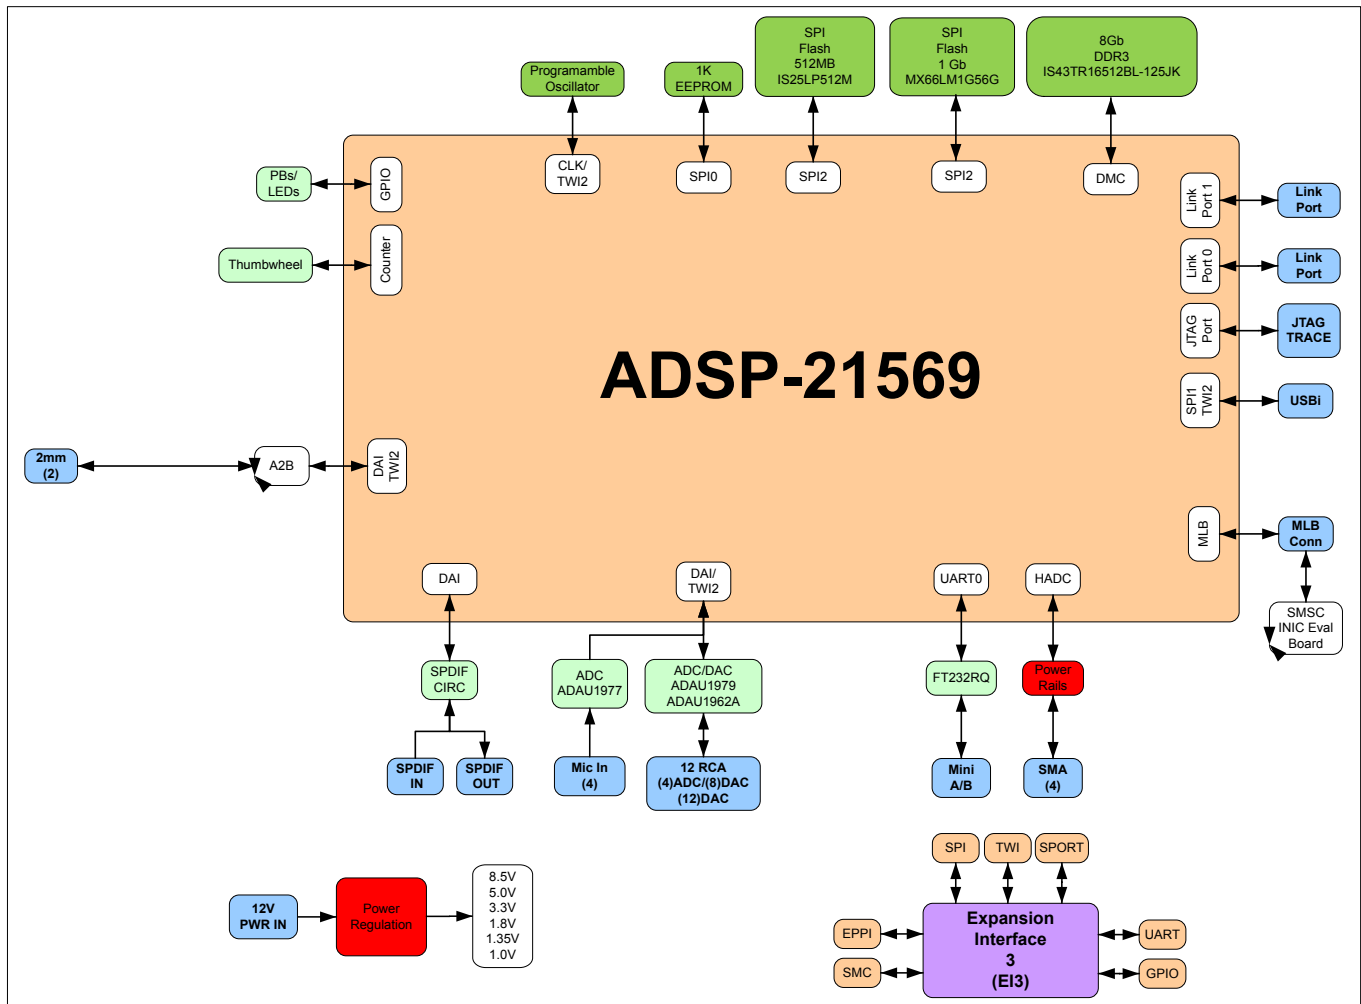 Programamble
Oscillator
1K
EEPROM
SPI
Flash
512MB
IS25LP512M
SPI
Flash
1 Gb
MX66LM1G56G
8Gb
DDR3
IS43TR16512BL-125JK
CLK/
TWI2
SPI0
SPI2
SPI2
DMC
PBs/
LEDs
GPIO
Thumbwheel
Counter
Link
Port 1
Link
Port
Link
Port 0
Link
Port
JTAG
Port
JTAG
TRACE
SPI1
TWI2
USBi
ADSP-21569
2mm
(2)
A2B
DAI
TWI2
MLB
MLB
Conn
SMSC
INIC Eval
Board
DAI
DAI/
TWI2
UART0
HADC
SPDIF
CIRC
ADC
ADAU1977
ADC/DAC
ADAU1979
ADAU1962A
FT232RQ
Power
Rails
SPDIF
IN
SPDIF
OUT
Mic In
(4)
12 RCA
(4)ADC/(8)DAC
(12)DAC
Mini
A/B
SMA
(4)
12V
PWR IN
Power
Regulation
8.5V
5.0V
3.3V
1.8V
1.35V
1.0V
SPI
TWI
SPORT
EPPI
SMC
Expansion
Interface
3
(EI3)
UART
GPIO